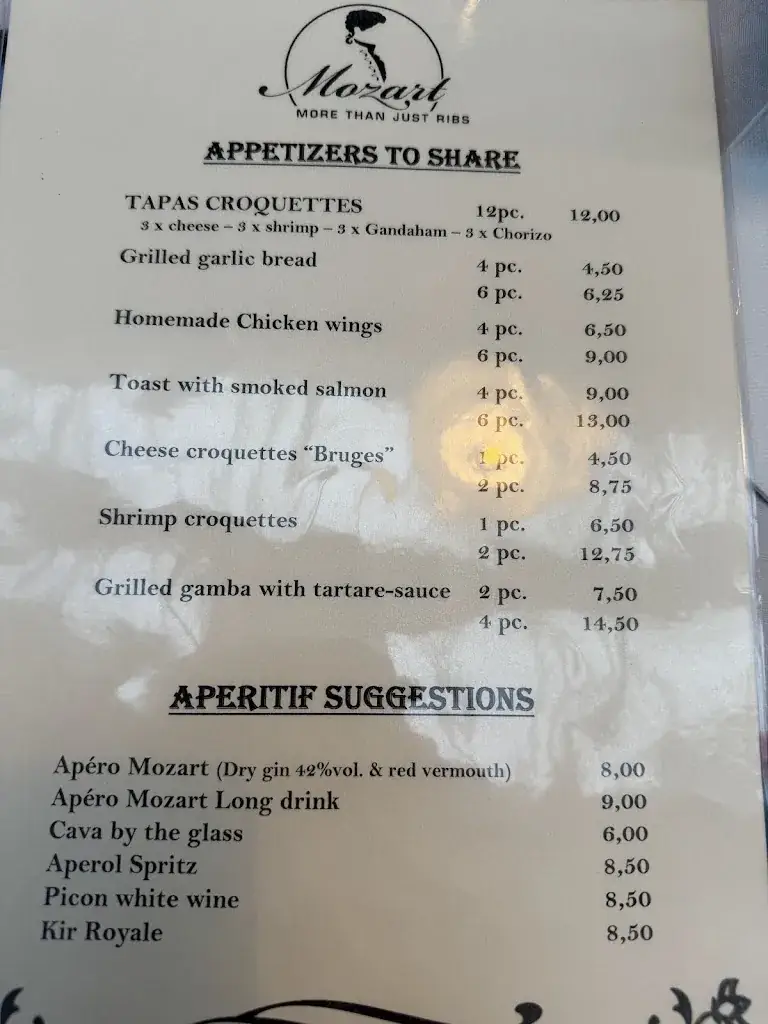 Mozart
MORE THAN JUST RIBS
APPETIZERS TO SHARE
TAPAS CROQUETTES 12pc. 12,00
3 x cheese – 3 x shrimp – 3 x Gandaham – 3 x Chorizo
Grilled garlic bread 4 pc. 4,50
6 pc. 6,25
Homemade Chicken wings 4 pc. 6,50
6 pc. 9,00
Toast with smoked salmon 4 pc. 9,00
6 pc. 13,00
Cheese croquettes “Bruges” 1 pc. 4,50
2 pc. 8,75
Shrimp croquettes 1 pc. 6,50
2 pc. 12,75
Grilled gamba with tartare-sauce 2 pc. 7,50
4 pc. 14,50
APERITIF SUGGESTIONS
Apéro Mozart (Dry gin 42%vol. & red vermouth) 8,00
Apéro Mozart Long drink 9,00
Cava by the glass 6,00
Aperol Spritz 8,50
Picon white wine 8,50
Kir Royale 8,50